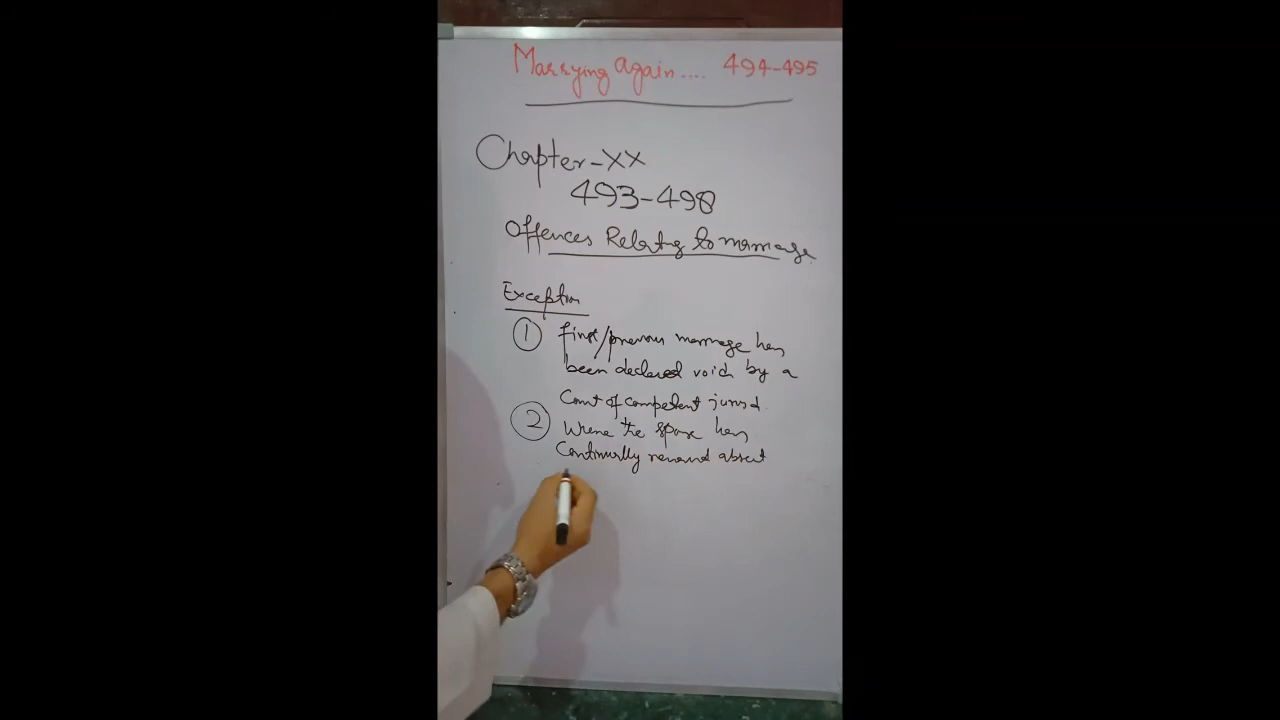 Marrying Again.... 494-495
Chapter-XX
493-498
Offences Relating to marriage
Exception
1 first/previous marriage has
been declared void by a
Court of competent jurisd.
2 Where the spouse has
Continually remained absent